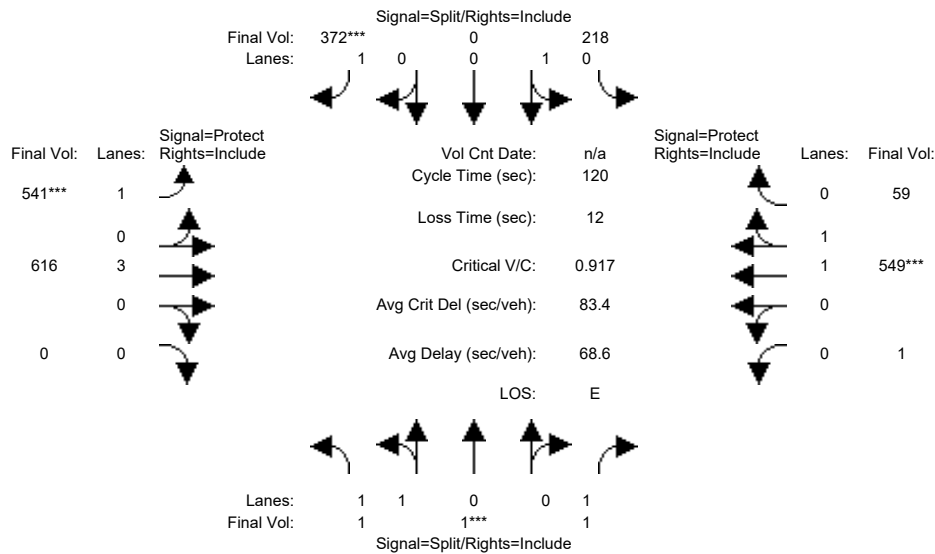 Signal=Split/Rights=Include
Final Vol: 372*** 0 218
Lanes: 1 0 0 1 0
Signal=Protect
Final Vol: Lanes: Rights=Include
Vol Cnt Date: n/a
Signal=Protect
Rights=Include Lanes: Final Vol:
Cycle Time (sec): 120
541*** 1
0 59
Loss Time (sec): 12
0
1
616 3
Critical V/C: 0.917
1 549***
0
Avg Crit Del (sec/veh): 83.4
0
0 0
Avg Delay (sec/veh): 68.6
0 1
LOS: E
Lanes: 1 1 0 0 1
Final Vol: 1 1*** 1
Signal=Split/Rights=Include